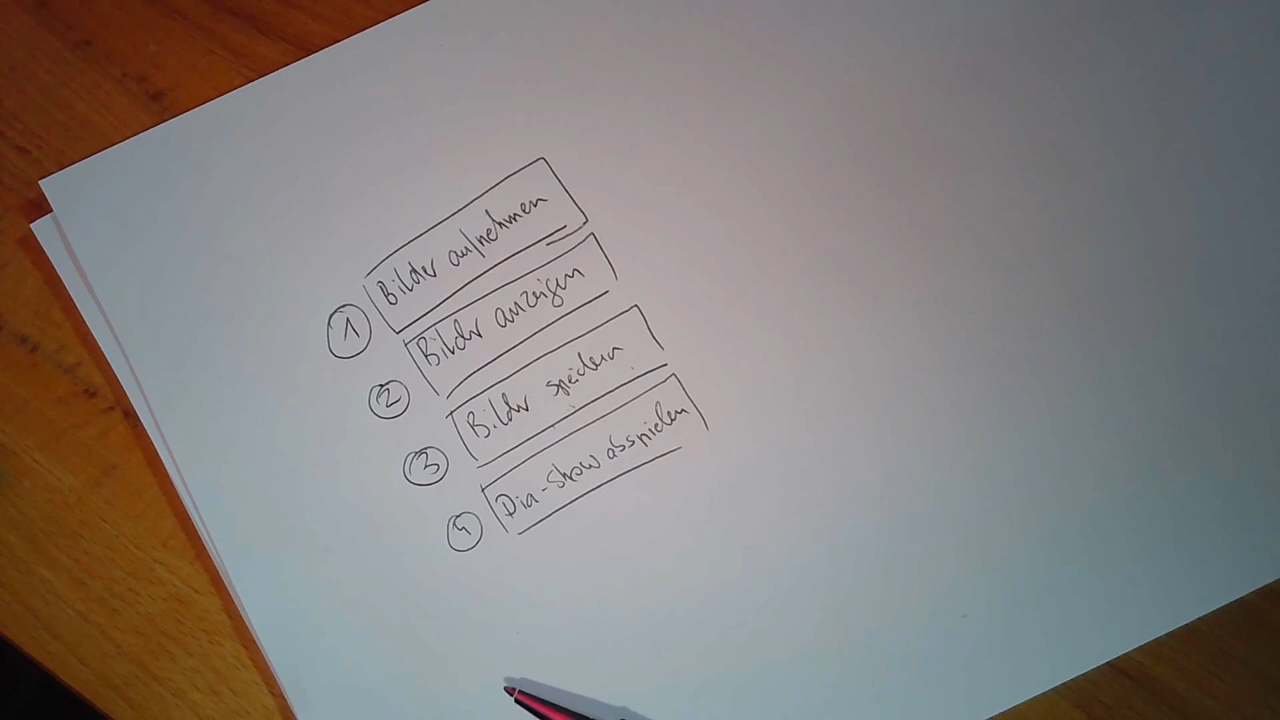 1 Bilder aufnehmen
2 Bilder anzeigen
3 Bilder speichern
4 Dia-Show abspielen